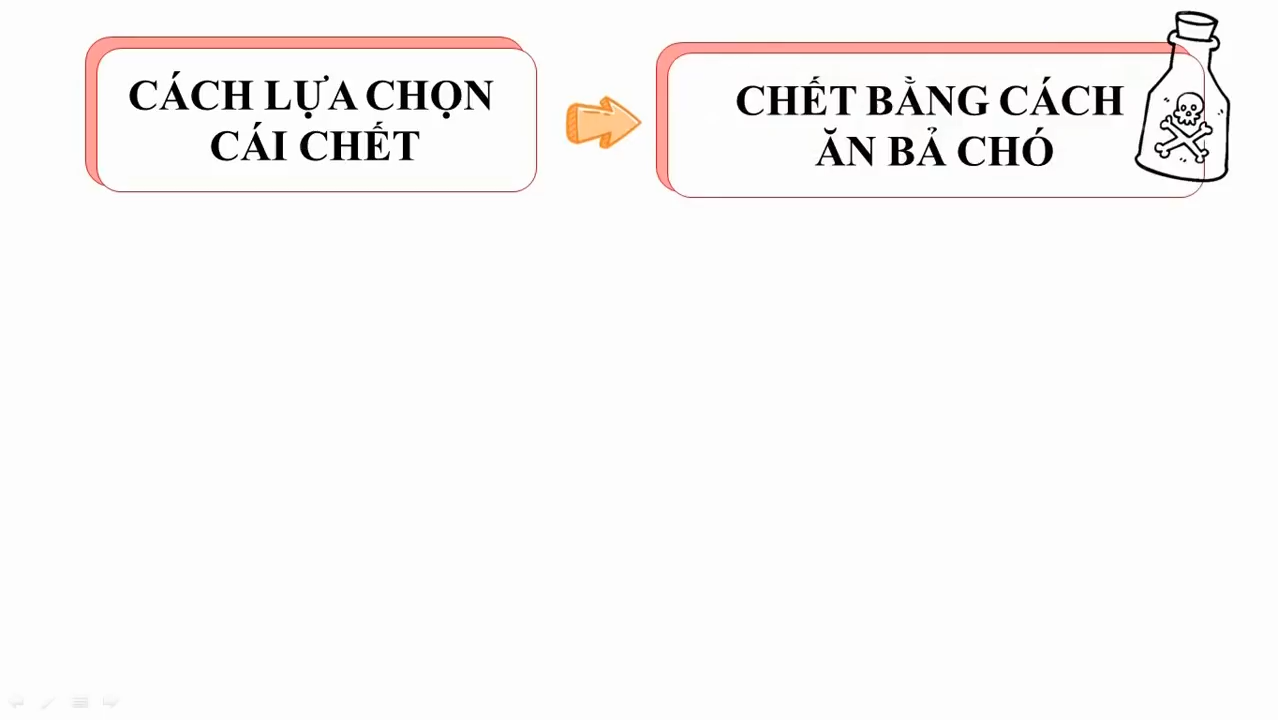 CÁCH LỰA CHỌN
CÁI CHẾT
CHẾT BẰNG CÁCH
ĂN BẢ CHÓ